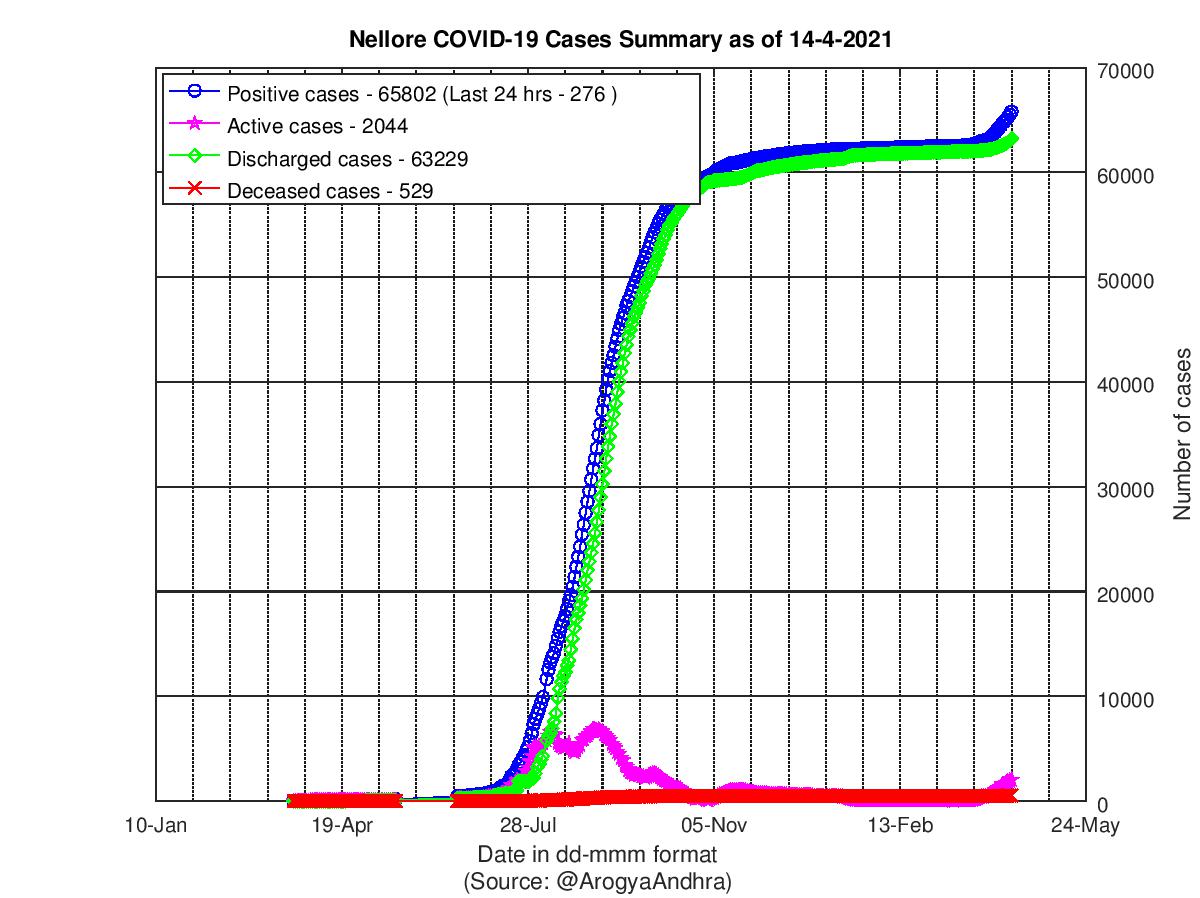 Nellore COVID-19 Cases Summary as of 14-4-2021
Positive cases - 65802 (Last 24 hrs - 276 )
Active cases - 2044
Discharged cases - 63229
Deceased cases - 529
70000
60000
50000
40000
30000
20000
10000
0
Number of cases
10-Jan 19-Apr 28-Jul 05-Nov 13-Feb 24-May
Date in dd-mmm format
(Source: @ArogyaAndhra)